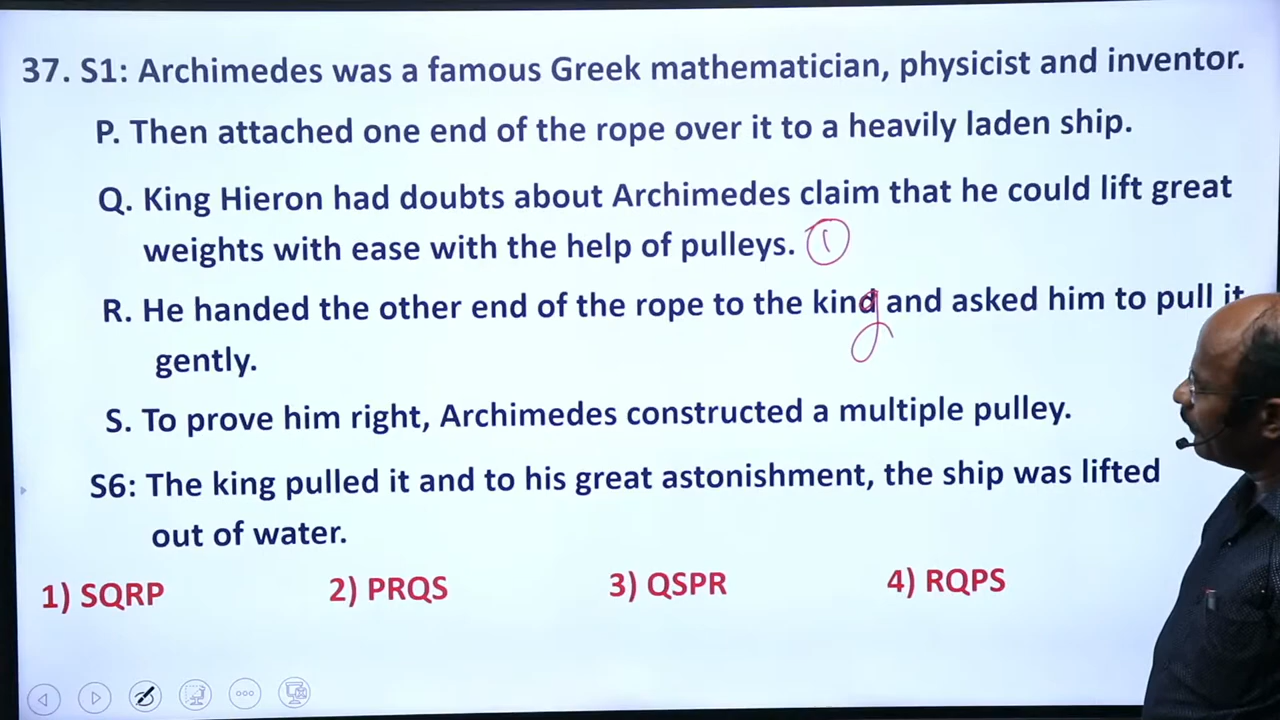 37. S1: Archimedes was a famous Greek mathematician, physicist and inventor.
P. Then attached one end of the rope over it to a heavily laden ship.
Q. King Hieron had doubts about Archimedes claim that he could lift great
weights with ease with the help of pulleys. 1
R. He handed the other end of the rope to the king and asked him to pull it
gently.
S. To prove him right, Archimedes constructed a multiple pulley.
S6: The king pulled it and to his great astonishment, the ship was lifted
out of water.
1) SQRP 2) PRQS 3) QSPR 4) RQPS